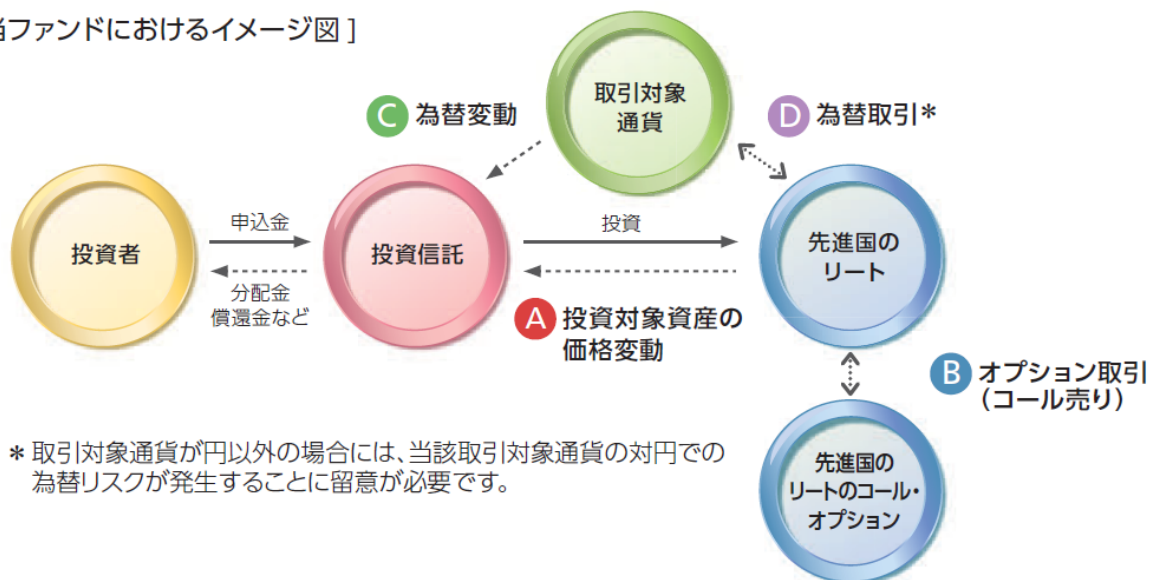 当ファンドにおけるイメージ図 ]
取引対象
通貨
C 為替変動
D 為替取引*
投資者
申込金
分配金
償還金など
投資信託
投資
A 投資対象資産の
価格変動
先進国の
リート
B オプション取引
(コール売り)
先進国の
リートのコール・
オプション
* 取引対象通貨が円以外の場合には、当該取引対象通貨の対円での
為替リスクが発生することに留意が必要です。